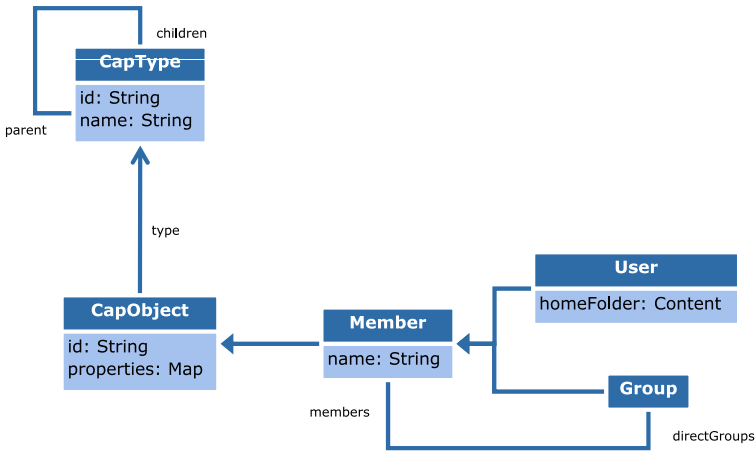 children
CapType
id: String
name: String
parent
type
CapObject
id: String
properties: Map
Member
name: String
User
homeFolder: Content
Group
members
directGroups